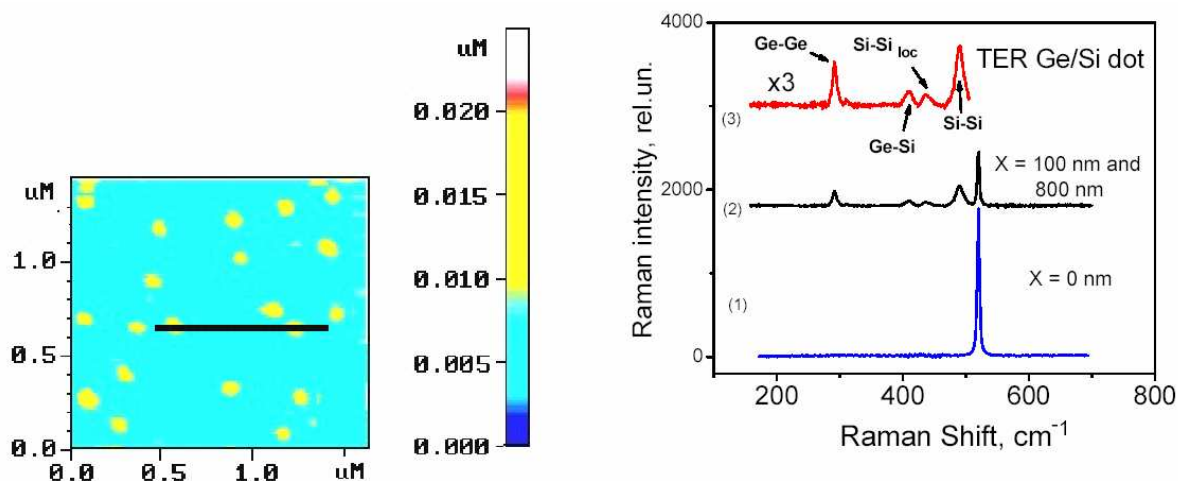 uM
1.0
0.5
0.0
0.0 0.5 1.0 uM
uM
0.020
0.015
0.010
0.005
0.000
4000
2000
0
Raman intensity, rel.un.
Ge-Ge
Si-Si loc
TER Ge/Si dot
x3
(3)
Ge-Si
Si-Si
X = 100 nm and
800 nm
(2)
X = 0 nm
(1)
200 400 600 800
Raman Shift, cm-1